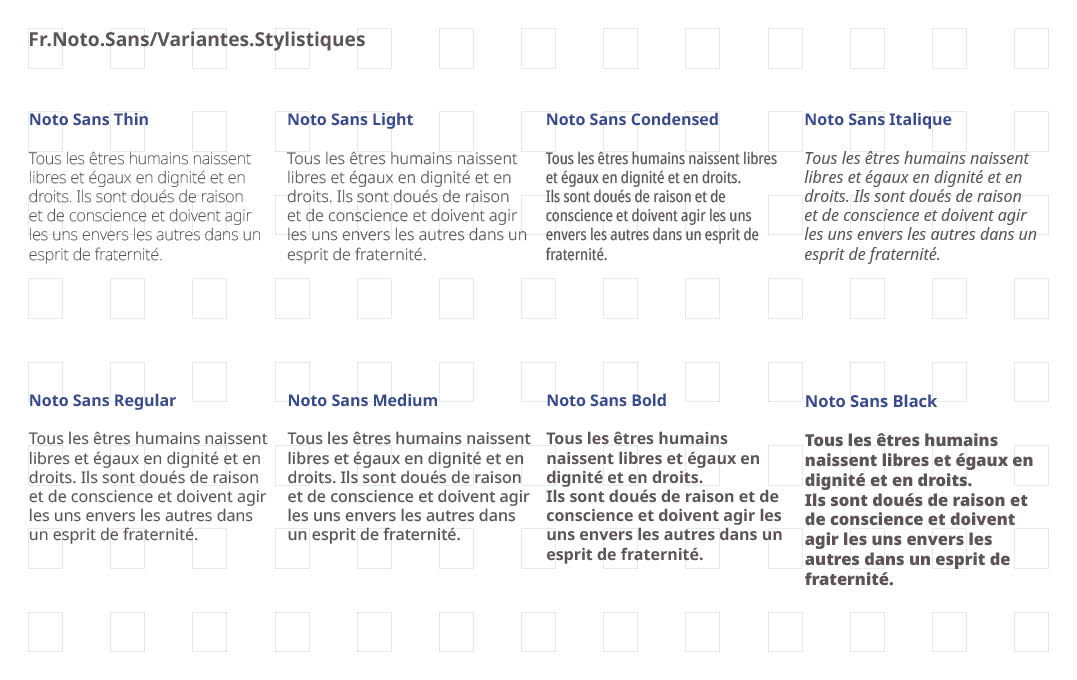 Fr.Noto.Sans/Variantes.Stylistiques
Noto Sans Thin
Tous les êtres humains naissent
libres et égaux en dignité et en
droits. Ils sont doués de raison
et de conscience et doivent agir
les uns envers les autres dans un
esprit de fraternité.
Noto Sans Light
Tous les êtres humains naissent
libres et égaux en dignité et en
droits. Ils sont doués de raison
et de conscience et doivent agir
les uns envers les autres dans un
esprit de fraternité.
Noto Sans Condensed
Tous les êtres humains naissent libres
et égaux en dignité et en droits.
Ils sont doués de raison et de
conscience et doivent agir les uns
envers les autres dans un esprit de
fraternité.
Noto Sans Italique
Tous les êtres humains naissent
libres et égaux en dignité et en
droits. Ils sont doués de raison
et de conscience et doivent agir
les uns envers les autres dans un
esprit de fraternité.
Noto Sans Regular
Tous les êtres humains naissent
libres et égaux en dignité et en
droits. Ils sont doués de raison
et de conscience et doivent agir
les uns envers les autres dans
un esprit de fraternité.
Noto Sans Medium
Tous les êtres humains naissent
libres et égaux en dignité et en
droits. Ils sont doués de raison
et de conscience et doivent agir
les uns envers les autres dans
un esprit de fraternité.
Noto Sans Bold
Tous les êtres humains
naissent libres et égaux en
dignité et en droits.
Ils sont doués de raison et de
conscience et doivent agir les
uns envers les autres dans un
esprit de fraternité.
Noto Sans Black
Tous les êtres humains
naissent libres et égaux en
dignité et en droits.
Ils sont doués de raison et
de conscience et doivent
agir les uns envers les
autres dans un esprit de
fraternité.